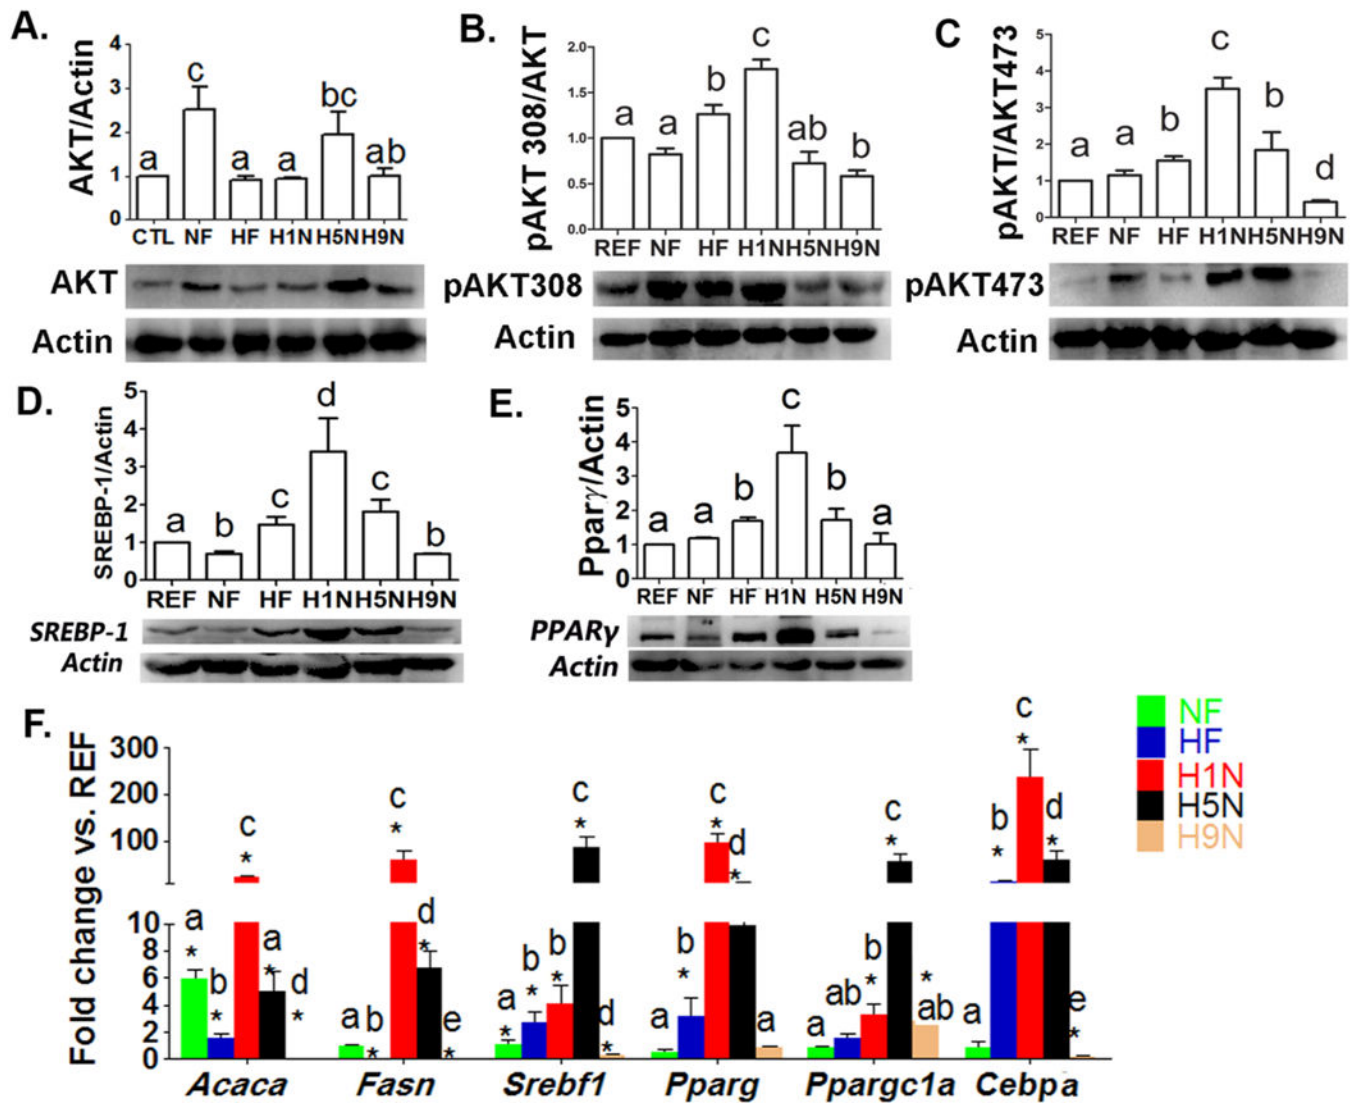 A.
AKT/Actin
4
3
2
1
0
a
c
a
a
bc
ab
CTL NF HF H1N H5N H9N
AKT
Actin
B.
pAKT 308/AKT
2.0
1.5
1.0
0.5
0.0
a
a
b
c
ab
b
REF NF HF H1N H5N H9N
pAKT308
Actin
C
pAKT/AKT473
5
4
3
2
1
0
a
a
b
c
b
d
REF NF HF H1N H5N H9N
pAKT473
Actin
D.
SREBP-1/Actin
5
4
3
2
1
0
a
b
c
d
c
b
REF NF HF H1N H5N H9N
SREBP-1
Actin
E.
Pparγ/Actin
5
4
3
2
1
0
a
a
b
c
b
a
REF NF HF H1N H5N H9N
PPARγ
Actin
F.
Fold change vs. REF
300
200
100
10
8
6
4
2
0
a
*
b
*
c
*
a
*
d
*
a
b
*
c
*
d
*
e
*
a
*
b
*
b
*
c
*
d
*
a
b
*
c
*
d
*
a
a
ab
b
*
c
*
*
ab
a
b
*
c
*
d
*
e
*
Acaca Fasn Srebf1 Pparg Ppargc1a Cebpa
NF
HF
H1N
H5N
H9N